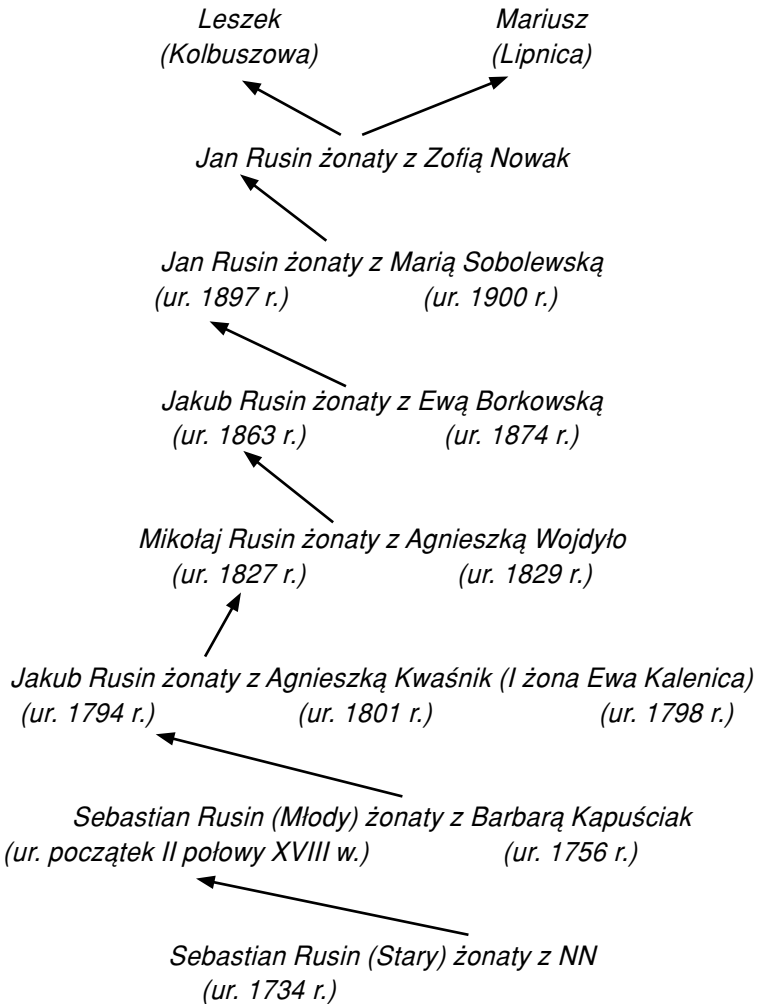 Leszek Mariusz
(Kolbuszowa) (Lipnica)
Jan Rusin żonaty z Zofią Nowak
Jan Rusin żonaty z Marią Sobolewską
(ur. 1897 r.) (ur. 1900 r.)
Jakub Rusin żonaty z Ewą Borkowską
(ur. 1863 r.) (ur. 1874 r.)
Mikołaj Rusin żonaty z Agnieszką Wojdyło
(ur. 1827 r.) (ur. 1829 r.)
Jakub Rusin żonaty z Agnieszką Kwaśnik (I żona Ewa Kalenica)
(ur. 1794 r.) (ur. 1801 r.) (ur. 1798 r.)
Sebastian Rusin (Młody) żonaty z Barbarą Kapuściak
(ur. początek II połowy XVIII w.) (ur. 1756 r.)
Sebastian Rusin (Stary) żonaty z NN
(ur. 1734 r.)